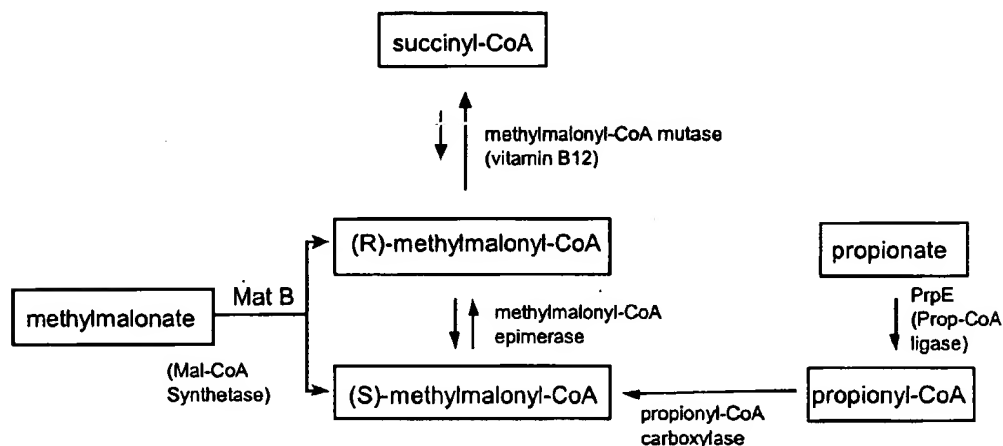 succinyl-CoA
methylmalonyl-CoA mutase
(vitamin B12)
(R)-methylmalonyl-CoA
propionate
Mat B
methylmalonate
methylmalonyl-CoA
epimerase
PrpE
(Prop-CoA
ligase)
(Mal-CoA
Synthetase)
(S)-methylmalonyl-CoA
propionyl-CoA
propionyl-CoA
carboxylase